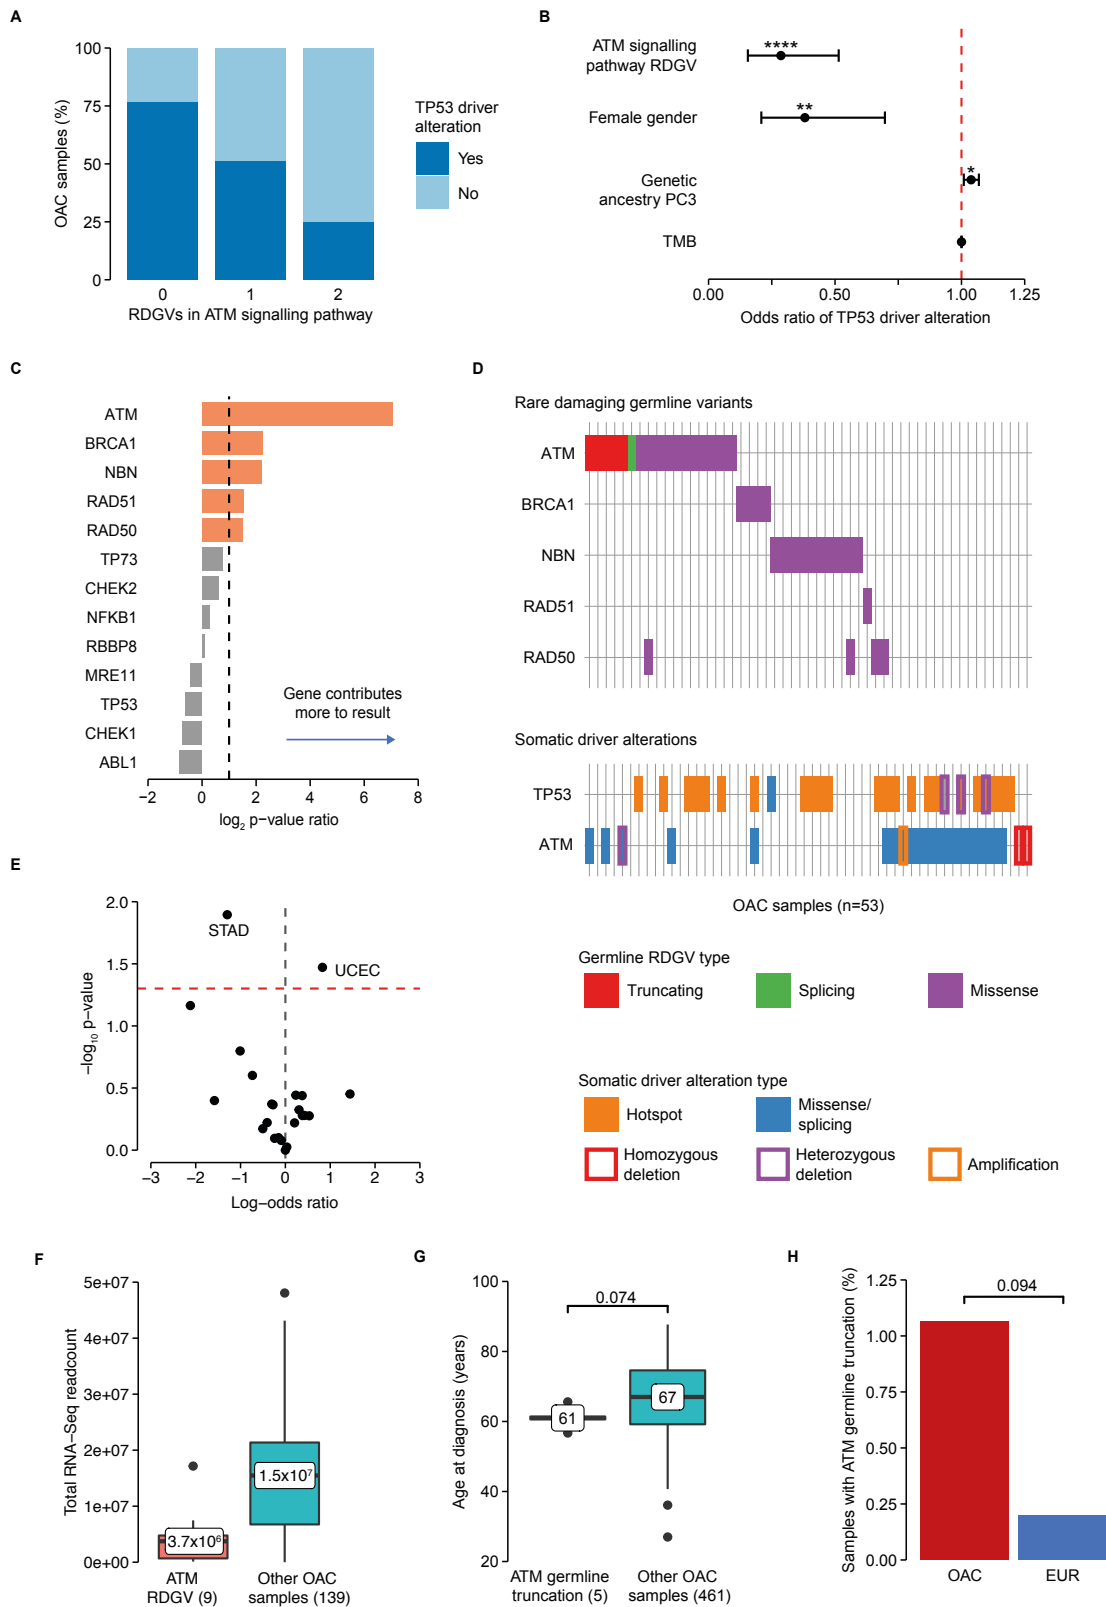 A
100
75
50
25
0
OAC samples (%)
0
1
2
RDGVs in ATM signalling pathway
TP53 driver
alteration
Yes
No
B
ATM signalling
pathway RDGV
****
Female gender
**
Genetic
ancestry PC3
*
TMB
0.00
0.50
1.00
1.25
Odds ratio of TP53 driver alteration
C
ATM
BRCA1
NBN
RAD51
RAD50
TP73
CHEK2
NFKB1
RBBP8
MRE11
TP53
CHEK1
ABL1
Gene contributes
more to result
−2
0
2
4
6
8
log2 p-value ratio
D
Rare damaging germline variants
ATM
BRCA1
NBN
RAD51
RAD50
Somatic driver alterations
TP53
ATM
OAC samples (n=53)
Germline RDGV type
Truncating
Splicing
Missense
Somatic driver alteration type
Hotspot
Missense/
splicing
Homozygous
deletion
Heterozygous
deletion
Amplification
E
2.0
1.5
1.0
0.5
0.0
−log10 p−value
STAD
UCEC
−3
−2
−1
0
1
2
3
Log−odds ratio
F
5e+07
4e+07
3e+07
2e+07
1e+07
0e+00
Total RNA−Seq readcount
3.7x10⁶
1.5x10⁷
ATM
RDGV (9)
Other OAC
samples (139)
G
100
80
60
40
20
Age at diagnosis (years)
0.074
61
67
ATM germline
truncation (5)
Other OAC
samples (461)
H
1.25
1.00
0.75
0.50
0.25
0.00
Samples with ATM germline truncation (%)
0.094
OAC
EUR